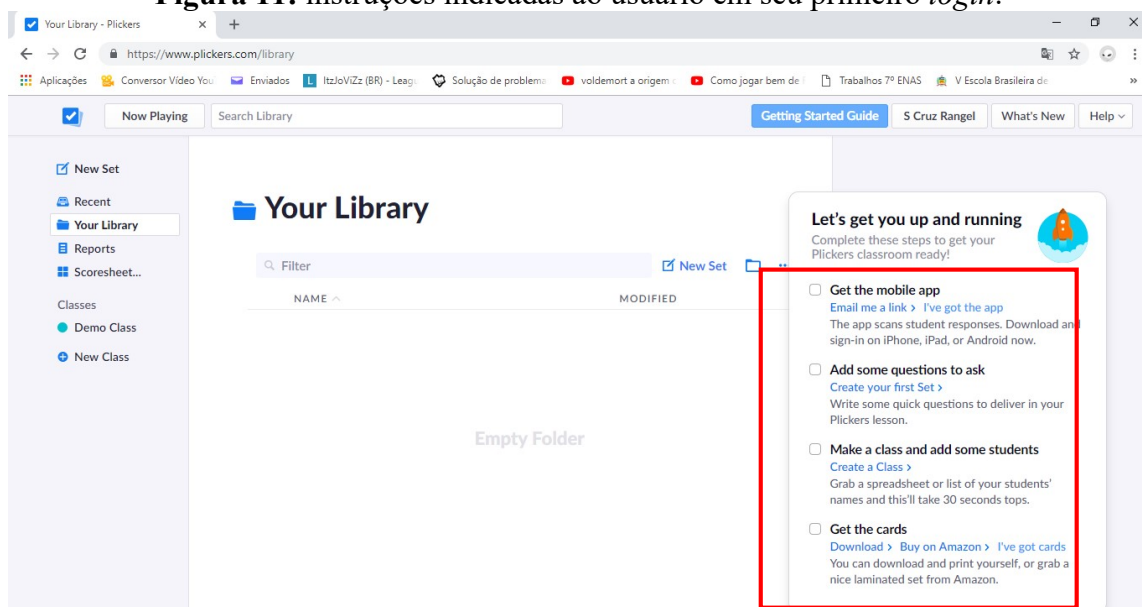 Figura 11: instruções indicadas ao usuário em seu primeiro login.
Your Library - Plickers
https://www.plickers.com/library
Aplicações Conversor Vídeo You Enviados ItzJoViZz (BR) - Leagu Solução de problema voldemort a origem Como jogar bem de Trabalhos 7º ENAS V Escola Brasileira de »
Now Playing Search Library Getting Started Guide S Cruz Rangel What's New Help
New Set
Recent
Your Library
Reports
Scoresheet...
Classes
Demo Class
New Class
Your Library
Filter New Set
NAME MODIFIED
Empty Folder
Let's get you up and running
Complete these steps to get your
Plickers classroom ready!
Get the mobile app
Email me a link > I've got the app
The app scans student responses. Download and
sign-in on iPhone, iPad, or Android now.
Add some questions to ask
Create your first Set >
Write some quick questions to deliver in your
Plickers lesson.
Make a class and add some students
Create a Class >
Grab a spreadsheet or list of your students'
names and this'll take 30 seconds tops.
Get the cards
Download > Buy on Amazon > I've got cards
You can download and print yourself, or grab a
nice laminated set from Amazon.